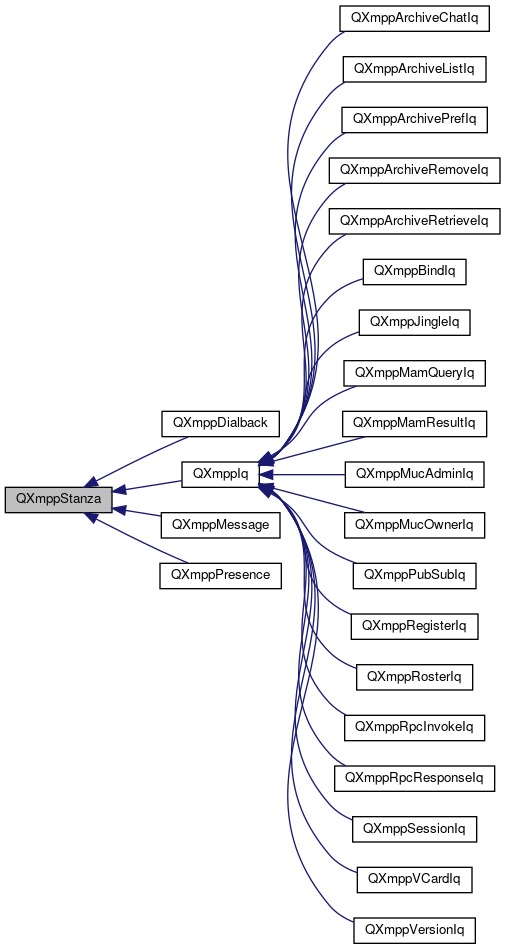 QXmppStanza
QXmppDialback
QXmppIq
QXmppMessage
QXmppPresence
QXmppArchiveChatIq
QXmppArchiveListIq
QXmppArchivePrefIq
QXmppArchiveRemoveIq
QXmppArchiveRetrieveIq
QXmppBindIq
QXmppJingleIq
QXmppMamQueryIq
QXmppMamResultIq
QXmppMucAdminIq
QXmppMucOwnerIq
QXmppPubSubIq
QXmppRegisterIq
QXmppRosterIq
QXmppRpcInvokeIq
QXmppRpcResponseIq
QXmppSessionIq
QXmppVCardIq
QXmppVersionIq